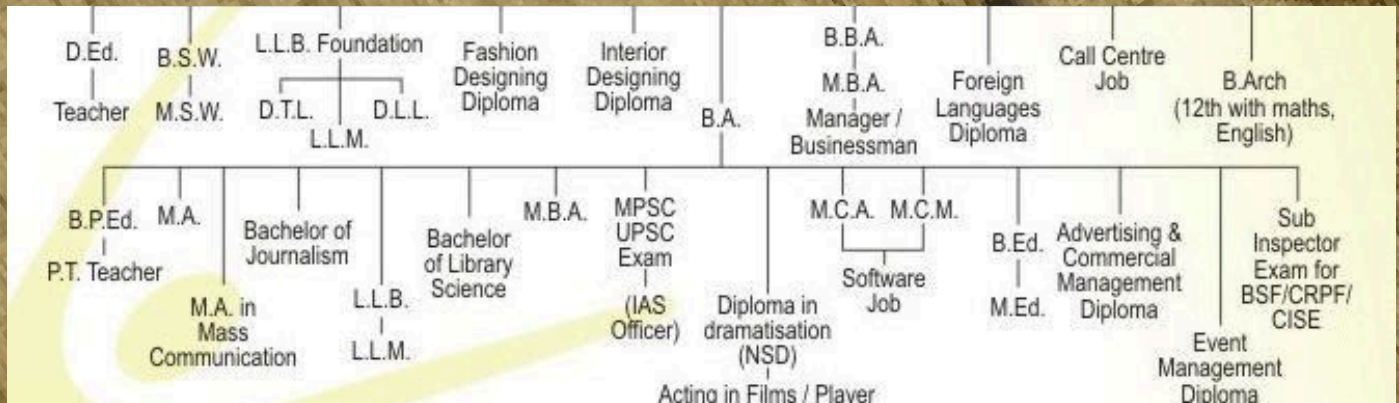 D.Ed.
Teacher
B.S.W.
M.S.W.
L.L.B. Foundation
D.T.L.
D.L.L.
L.L.M.
Fashion
Designing
Diploma
Interior
Designing
Diploma
B.A.
B.B.A.
M.B.A.
Manager /
Businessman
Foreign
Languages
Diploma
Call Centre
Job
B.Arch
(12th with maths,
English)
B.P.Ed.
P.T. Teacher
M.A.
M.A. in
Mass
Communication
Bachelor of
Journalism
L.L.B.
L.L.M.
Bachelor
of Library
Science
M.B.A.
MPSC
UPSC
Exam
(IAS
Officer)
Diploma in
dramatisation
(NSD)
Acting in Films / Player
M.C.A.
M.C.M.
Software
Job
B.Ed.
M.Ed.
Advertising &
Commercial
Management
Diploma
Event
Management
Diploma
Sub
Inspector
Exam for
BSF/CRPF/
CISE